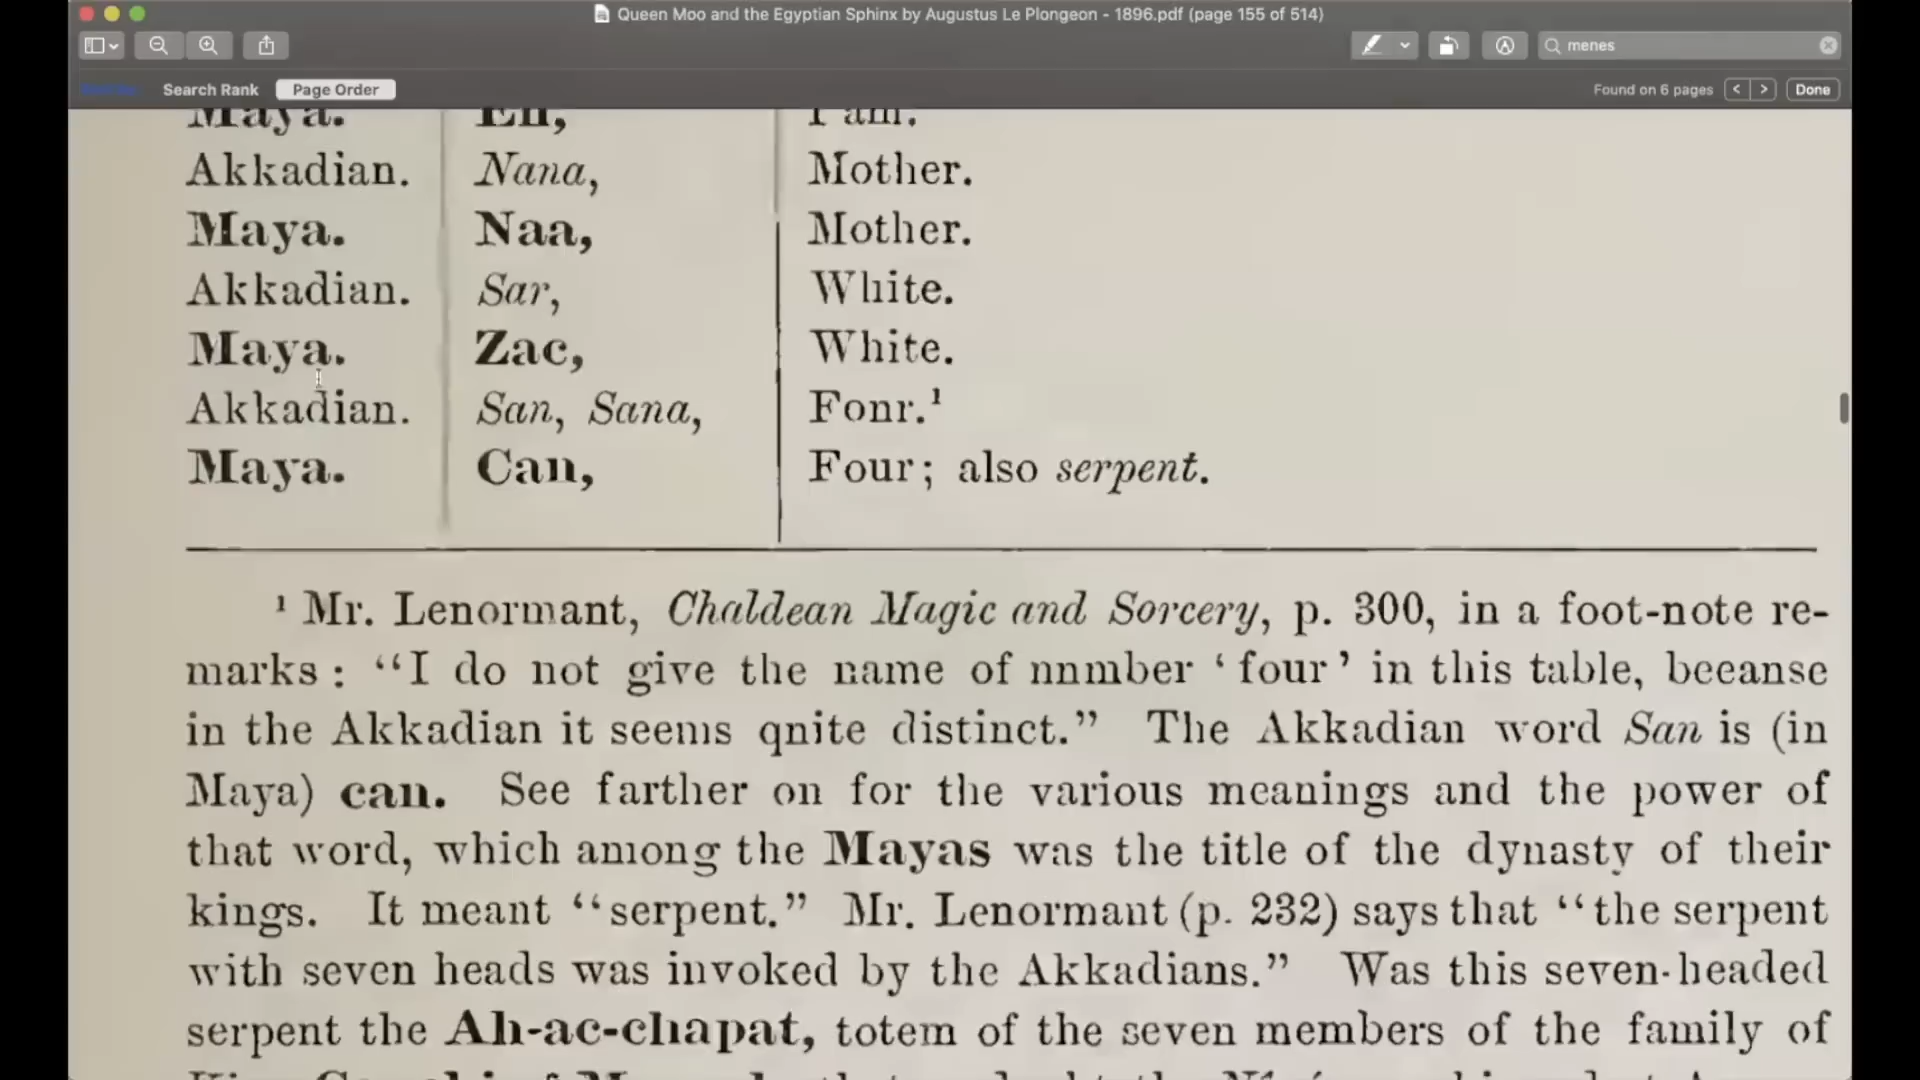 Queen Moo and the Egyptian Sphinx by Augustus Le Plongeon - 1896.pdf (page 155 of 514)
menes
Search Rank Page Order Found on 6 pages < > Done
Maya. En, I am.
Akkadian. Nana, Mother.
Maya. Naa, Mother.
Akkadian. Sar, White.
Maya. Zac, White.
Akkadian. San, Sana, Fonr.¹
Maya. Can, Four; also serpent.
¹ Mr. Lenormant, Chaldean Magic and Sorcery, p. 300, in a foot-note re-
marks: “I do not give the name of nnmber ‘four’ in this table, beeanse
in the Akkadian it seems qnite distinct.” The Akkadian word San is (in
Maya) can. See farther on for the various meanings and the power of
that word, which among the Mayas was the title of the dynasty of their
kings. It meant “serpent.” Mr. Lenormant (p. 232) says that “the serpent
with seven heads was invoked by the Akkadians.” Was this seven-headed
serpent the Ah-ac-chapat, totem of the seven members of the family of